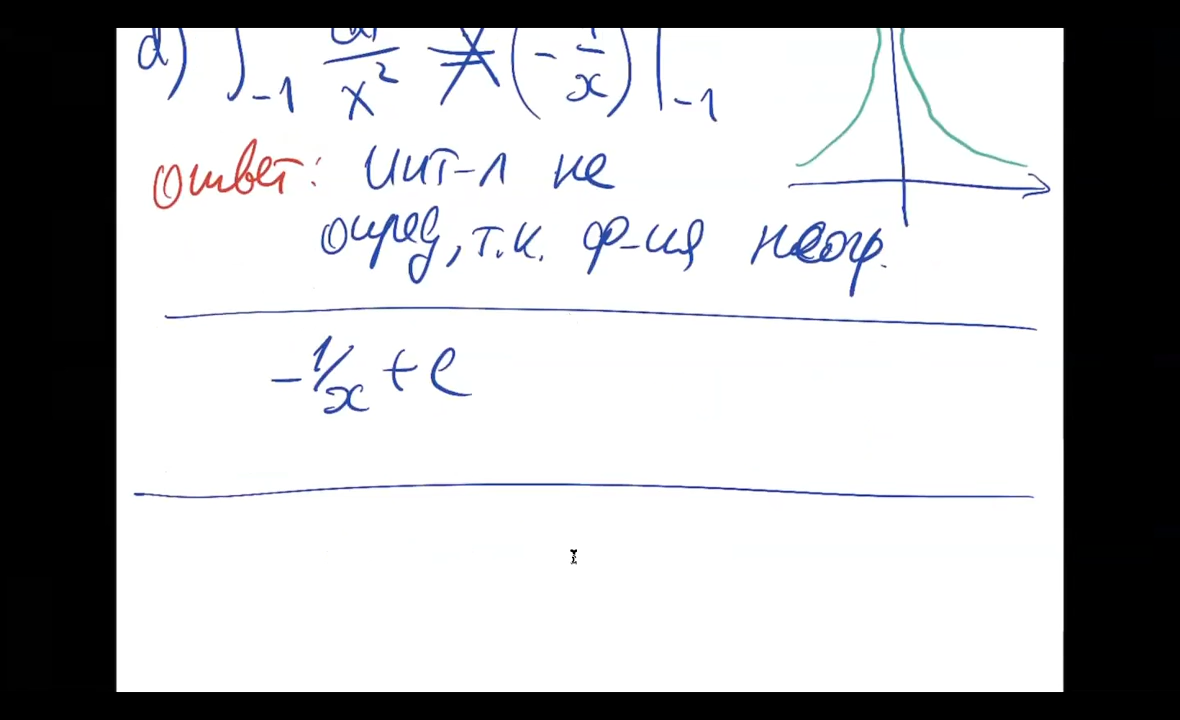 d) ∫_{-1} dx/x² ≠ (-1/x)|_{-1}
Ответ: Инт-л не
опред, т.к. ф-ия неогр.
-1/x + C